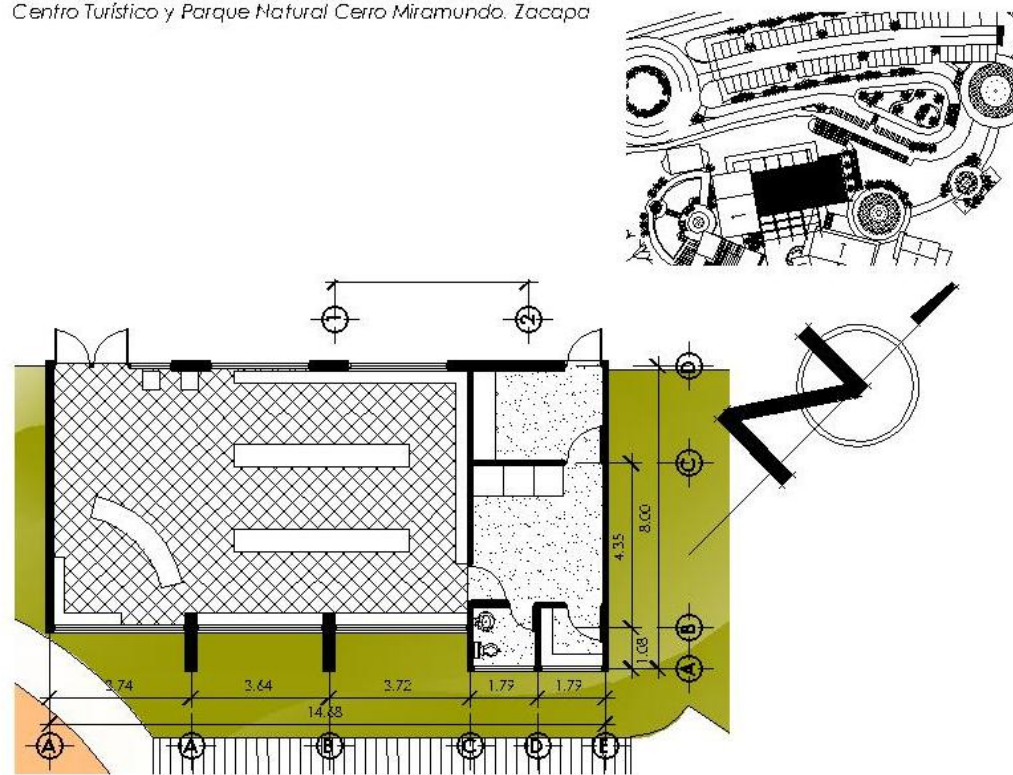 Centro Turístico y Parque Natural Cerro Miramundo. Zacapa
1
2
D
C
8.00
4.35
B
1.08
A
3.74 3.64 3.72 1.79 1.79
14.68
A A B C D E